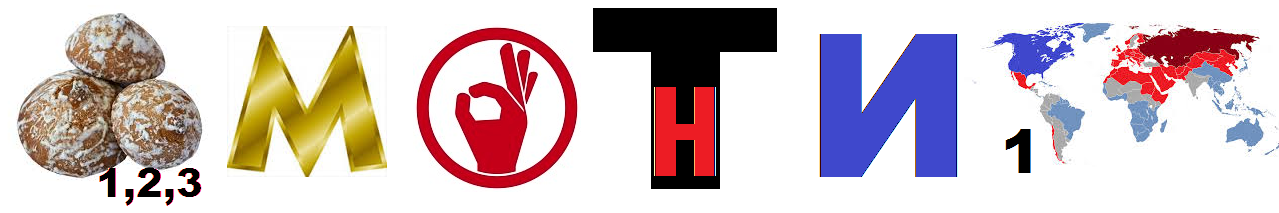 1,2,3 М Т Н И 1